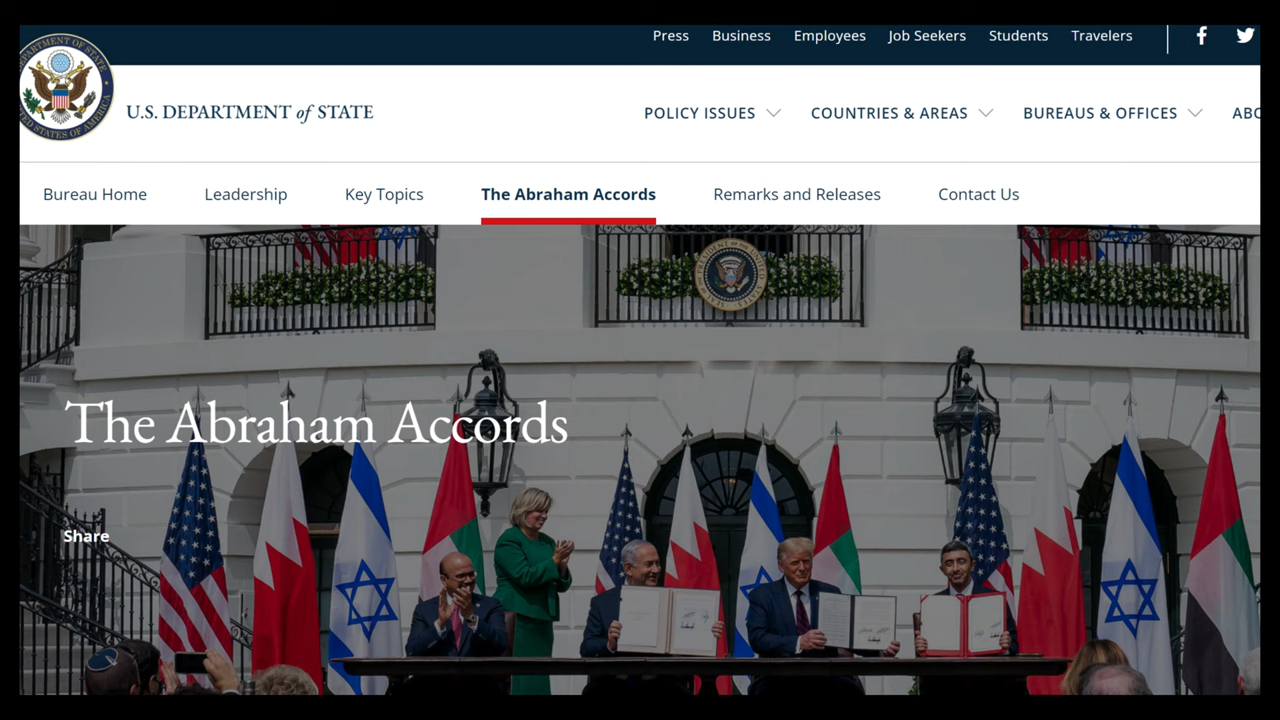 Press Business Employees Job Seekers Students Travelers
U.S. DEPARTMENT of STATE
POLICY ISSUES COUNTRIES & AREAS BUREAUS & OFFICES
Bureau Home Leadership Key Topics The Abraham Accords Remarks and Releases Contact Us
The Abraham Accords
Share